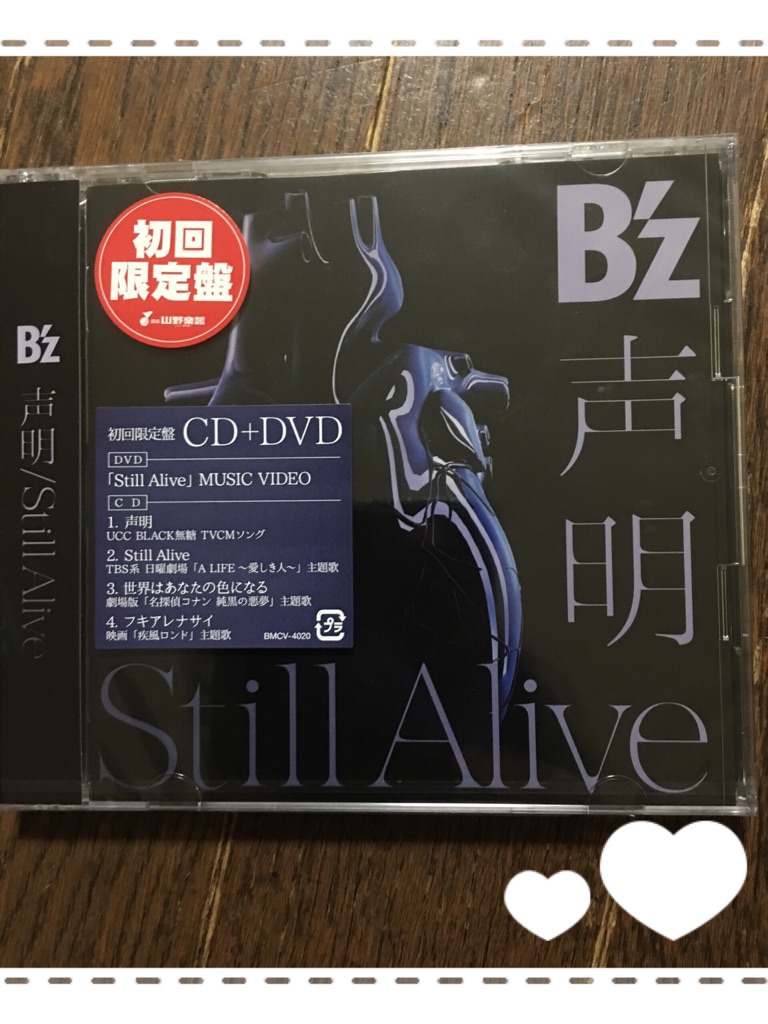 初回
限定盤
銀座 山野楽器
B'z
声明
B'z
声明/Still Alive
初回限定盤 CD+DVD
DVD
「Still Alive」 MUSIC VIDEO
CD
1. 声明
UCC BLACK無糖 TVCMソング
2. Still Alive
TBS系 日曜劇場「A LIFE ～愛しき人～」主題歌
3. 世界はあなたの色になる
劇場版「名探偵コナン 純黒の悪夢」主題歌
4. フキアレナサイ
映画「疾風ロンド」主題歌
プラ
BMCV-4020
Still Alive